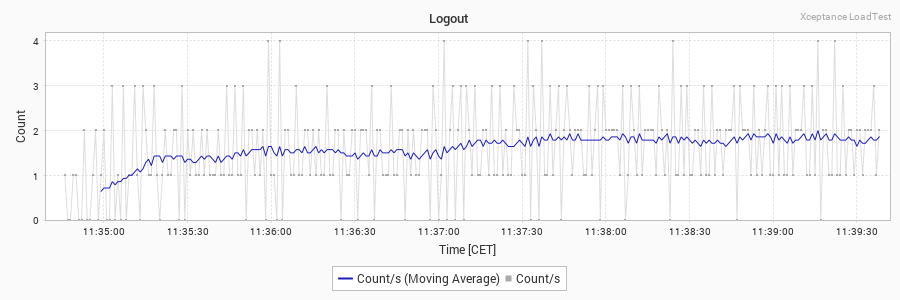 Logout
Xceptance LoadTest
Count
4
3
2
1
0
11:35:00 11:35:30 11:36:00 11:36:30 11:37:00 11:37:30 11:38:00 11:38:30 11:39:00 11:39:30
Time [CET]
Count/s (Moving Average) Count/s